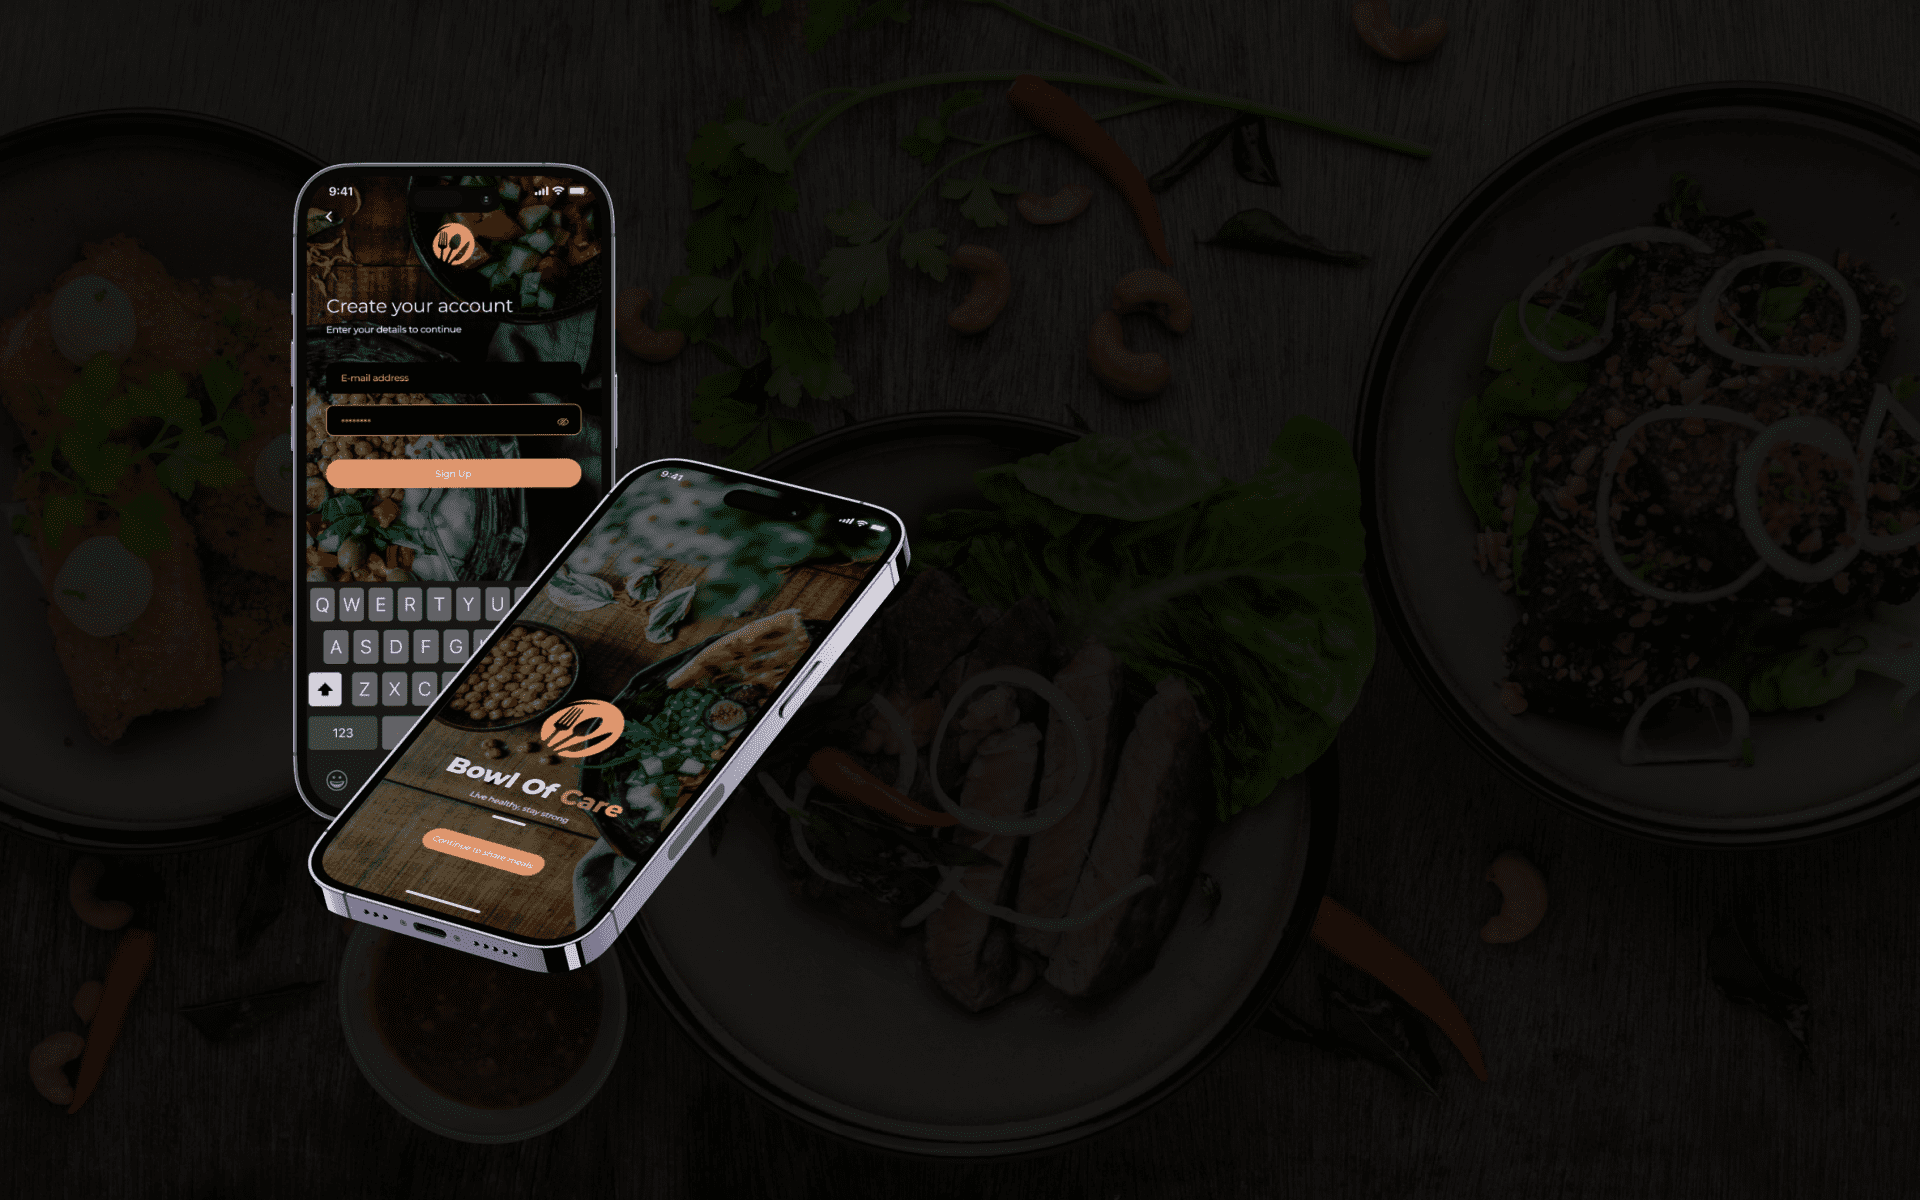 9:41
Create your account
Enter your details to continue
E-mail address
********
Sign Up
Q W E R T Y U
A S D F G
Z X C
123
9:41
Bowl Of Care
Live healthy, stay strong
Continue to share meals